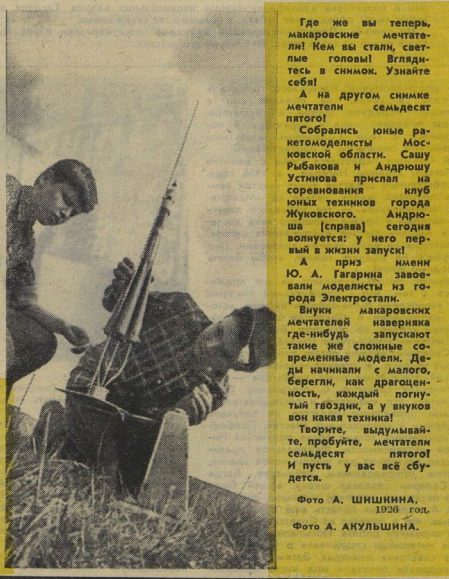 Где же вы теперь,
макаровские мечтате-
ли! Кем вы стали, свет-
лые головы! Вгляди-
тесь в снимок. Узнайте
себя!
А на другом снимке
мечтатели семьдесят
пятого!
Собрались юные ра-
кетомоделисты Мос-
ковской области. Сашу
Рыбакова и Андрюшу
Устинова прислал на
соревнования клуб
юных техников города
Жуковского. Андрю-
ша [справа] сегодня
волнуется: у него пер-
вый в жизни запуск!
А приз имени
Ю. А. Гагарина завое-
вали моделисты из го-
рода Электростали.
Внуки макаровских
мечтателей наверняка
где-нибудь запускают
такие же сложные со-
временные модели. Де-
ды начинали с малого,
берегли, как драгоцен-
ность, каждый погну-
тый гвоздик, а у внуков
вон какая техника!
Творите, выдумывай-
те, пробуйте, мечтатели
семьдесят пятого!
И пусть у вас всё сбу-
дется.
Фото А. ШИШКИНА,
1926 год.
Фото А. АКУЛЬШИНА.